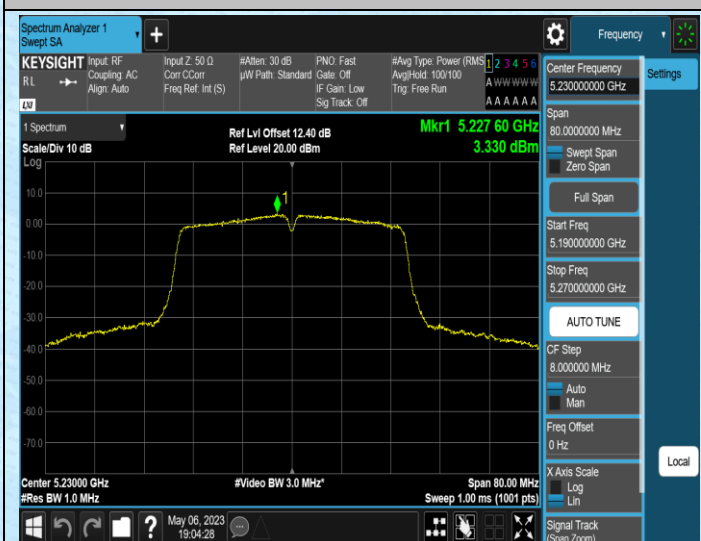 Spectrum Analyzer 1
Swept SA
+
Frequency
KEYSIGHT
R L
LXI
Input: RF
Coupling: AC
Align: Auto
Input Z: 50 Ω
Corr CCorr
Freq Ref: Int (S)
#Atten: 30 dB
µW Path: Standard
PNO: Fast
Gate: Off
IF Gain: Low
Sig Track: Off
#Avg Type: Power (RMS
Avg|Hold: 100/100
Trig: Free Run
1 2 3 4 5 6
A W W W W W
A A A A A A
1 Spectrum
Scale/Div 10 dB
Log
Ref Lvl Offset 12.40 dB
Ref Level 20.00 dBm
Mkr1 5.227 60 GHz
3.330 dBm
1
10.0
0.00
-10.0
-20.0
-30.0
-40.0
-50.0
-60.0
-70.0
Center 5.23000 GHz
#Res BW 1.0 MHz
#Video BW 3.0 MHz*
Span 80.00 MHz
Sweep 1.00 ms (1001 pts)
?
May 06, 2023
19:04:28
Center Frequency
5.230000000 GHz
Span
80.0000000 MHz
Swept Span
Zero Span
Full Span
Start Freq
5.190000000 GHz
Stop Freq
5.270000000 GHz
AUTO TUNE
CF Step
8.000000 MHz
Auto
Man
Freq Offset
0 Hz
X Axis Scale
Log
Lin
Signal Track
(Span Zoom)
Settings
Local